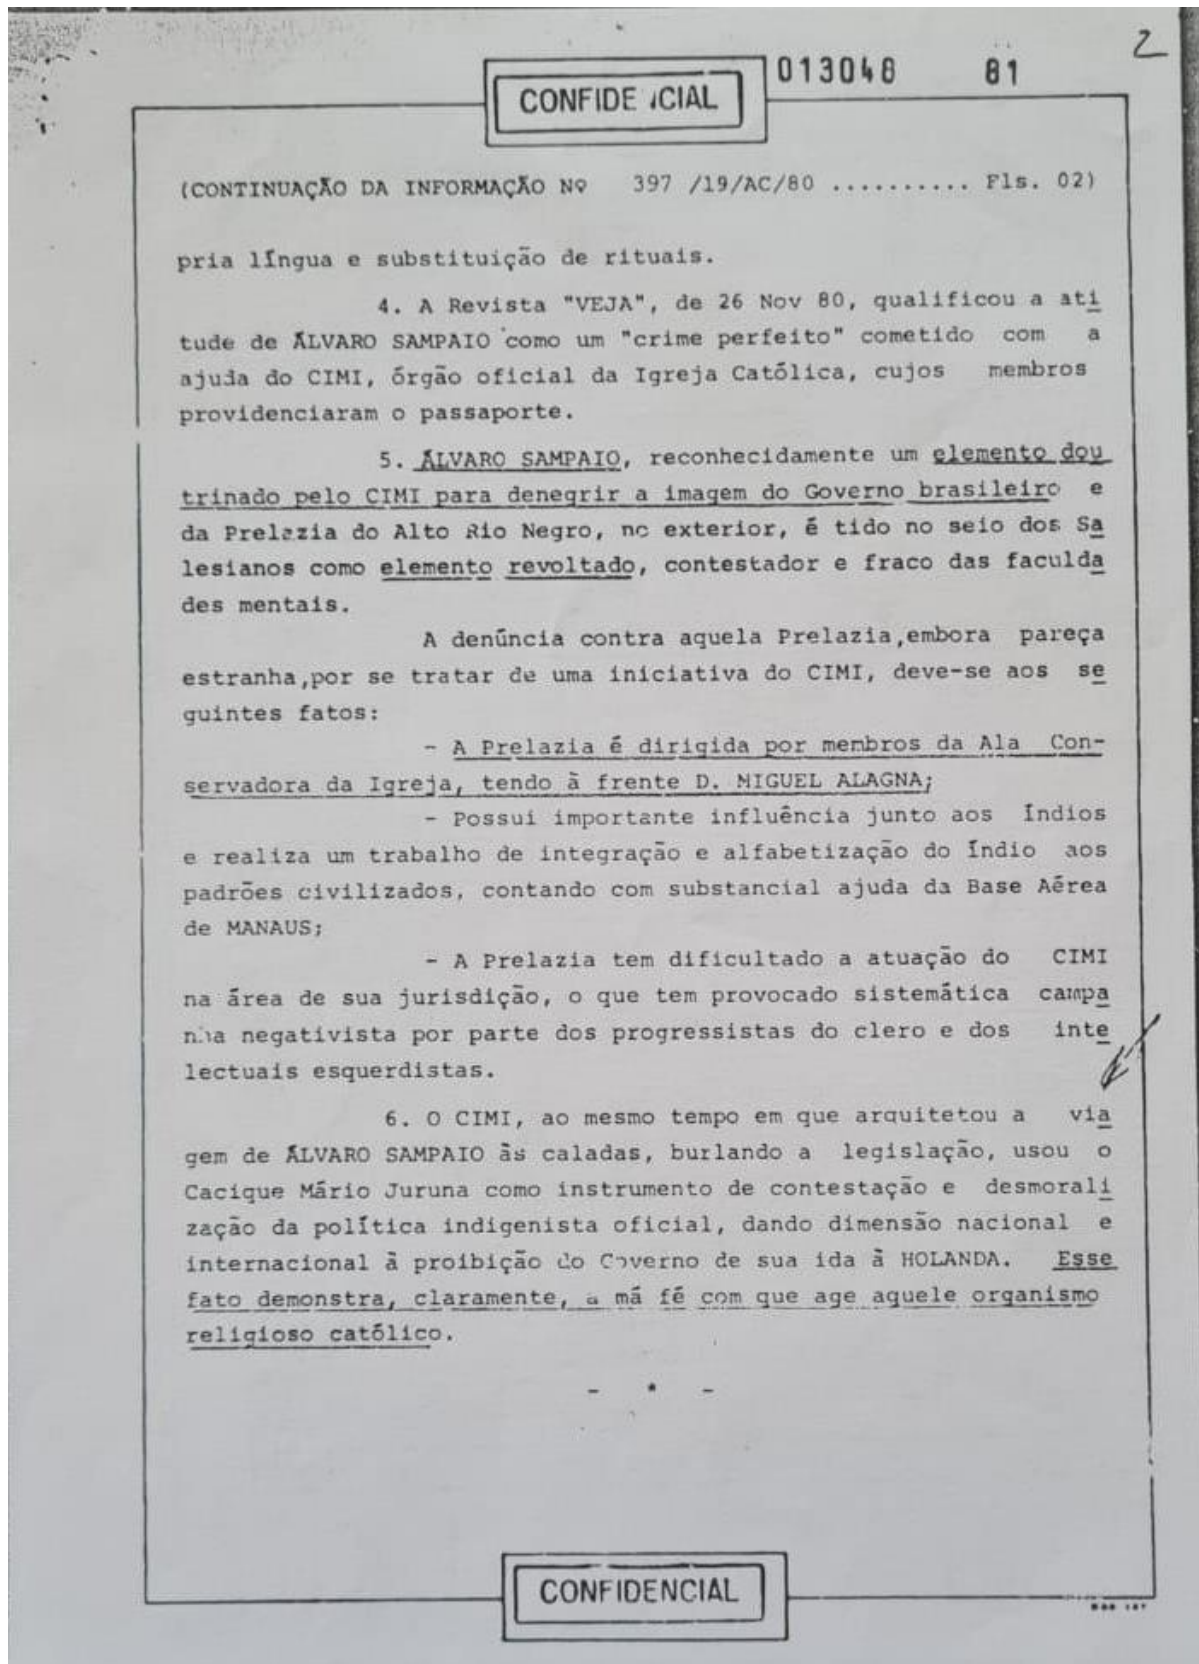 2
013048 81
CONFIDE CIAL
(CONTINUAÇÃO DA INFORMAÇÃO Nº 397 /19/AC/80 .......... Fls. 02)
pria língua e substituição de rituais.
4. A Revista "VEJA", de 26 Nov 80, qualificou a ati
tude de ÁLVARO SAMPAIO como um "crime perfeito" cometido com a
ajuda do CIMI, órgão oficial da Igreja Católica, cujos membros
providenciaram o passaporte.
5. ÁLVARO SAMPAIO, reconhecidamente um elemento dou
trinado pelo CIMI para denegrir a imagem do Governo brasileiro e
da Prelazia do Alto Rio Negro, no exterior, é tido no seio dos Sa
lesianos como elemento revoltado, contestador e fraco das faculda
des mentais.
A denúncia contra aquela Prelazia,embora pareça
estranha,por se tratar de uma iniciativa do CIMI, deve-se aos se
guintes fatos:
- A Prelazia é dirigida por membros da Ala Con-
servadora da Igreja, tendo à frente D. MIGUEL ALAGNA;
- Possui importante influência junto aos Índios
e realiza um trabalho de integração e alfabetização do Índio aos
padrões civilizados, contando com substancial ajuda da Base Aérea
de MANAUS;
- A Prelazia tem dificultado a atuação do CIMI
na área de sua jurisdição, o que tem provocado sistemática campa
nha negativista por parte dos progressistas do clero e dos inte
lectuais esquerdistas.
6. O CIMI, ao mesmo tempo em que arquitetou a via
gem de ÁLVARO SAMPAIO às caladas, burlando a legislação, usou o
Cacique Mário Juruna como instrumento de contestação e desmorali
zação da política indigenista oficial, dando dimensão nacional e
internacional à proibição do Governo de sua ida à HOLANDA. Esse
fato demonstra, claramente, a má fé com que age aquele organismo
religioso católico.
- * -
CONFIDENCIAL